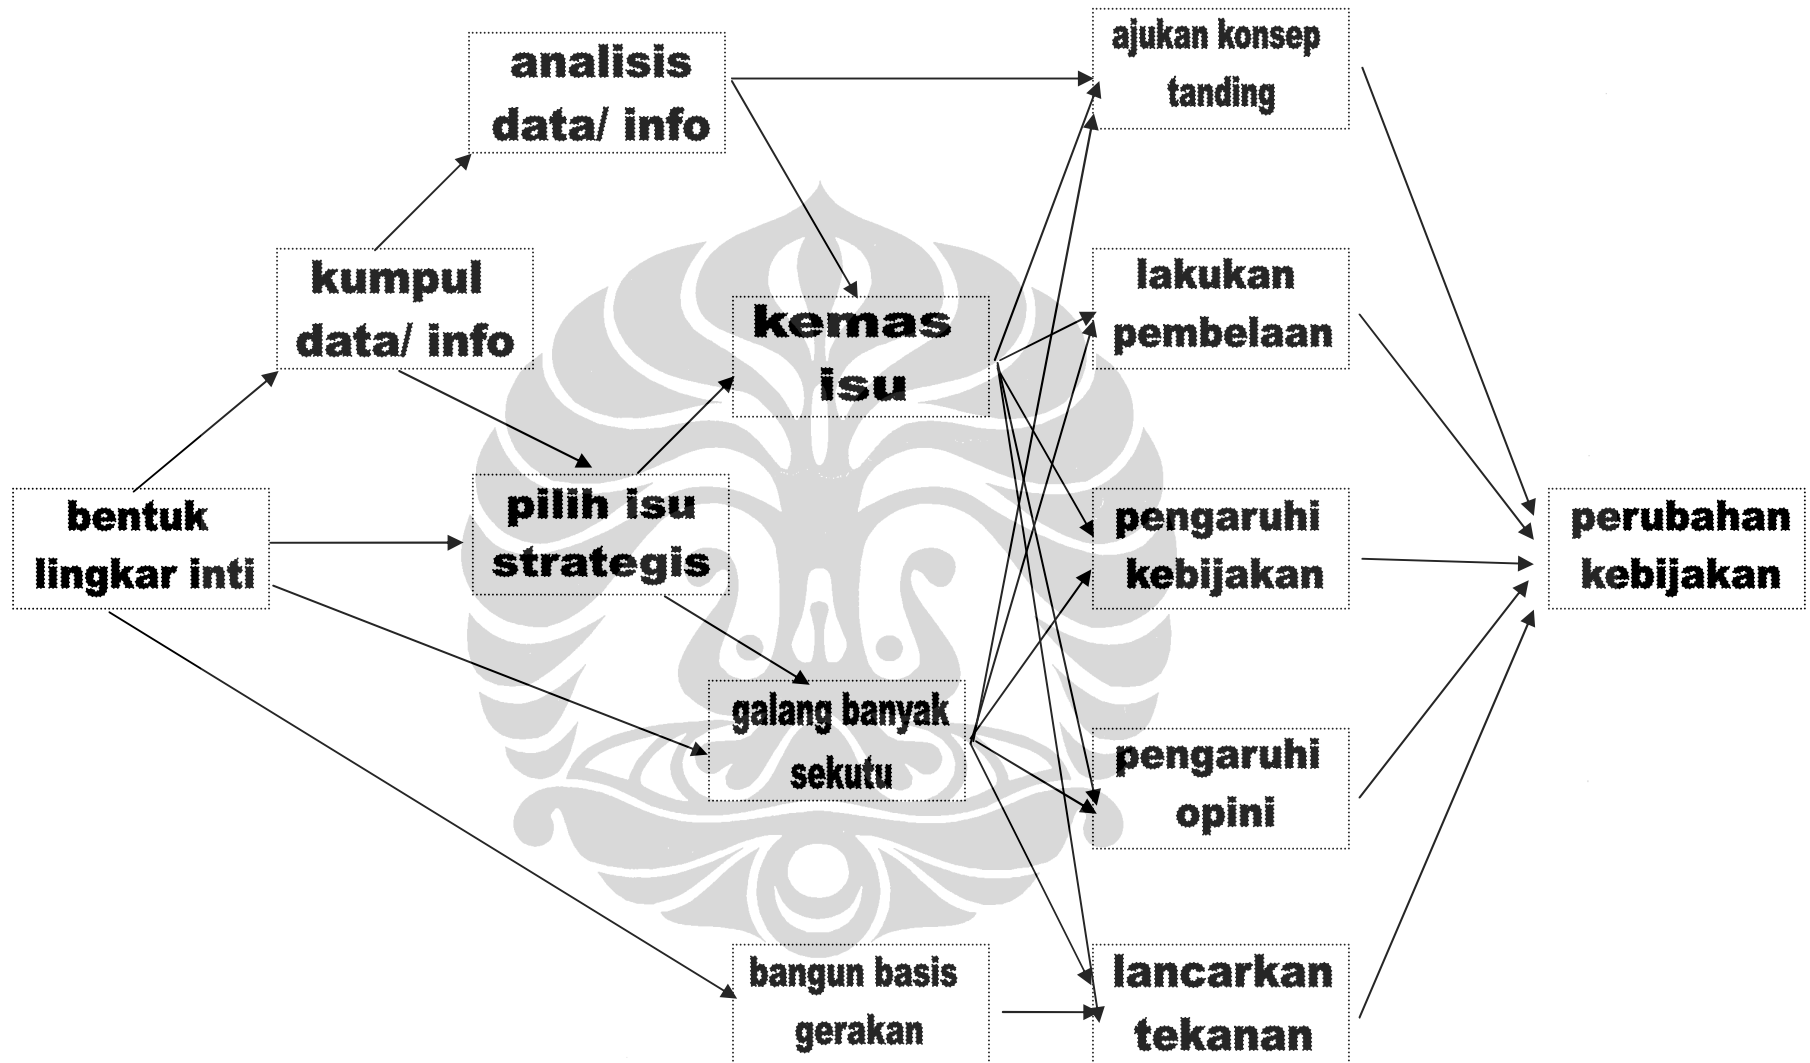 analisis
data/ info
ajukan konsep
tanding
kumpul
data/ info
lakukan
pembelaan
kemas
isu
bentuk
lingkar inti
pilih isu
strategis
pengaruhi
kebijakan
perubahan
kebijakan
galang banyak
sekutu
pengaruhi
opini
bangun basis
gerakan
lancarkan
tekanan